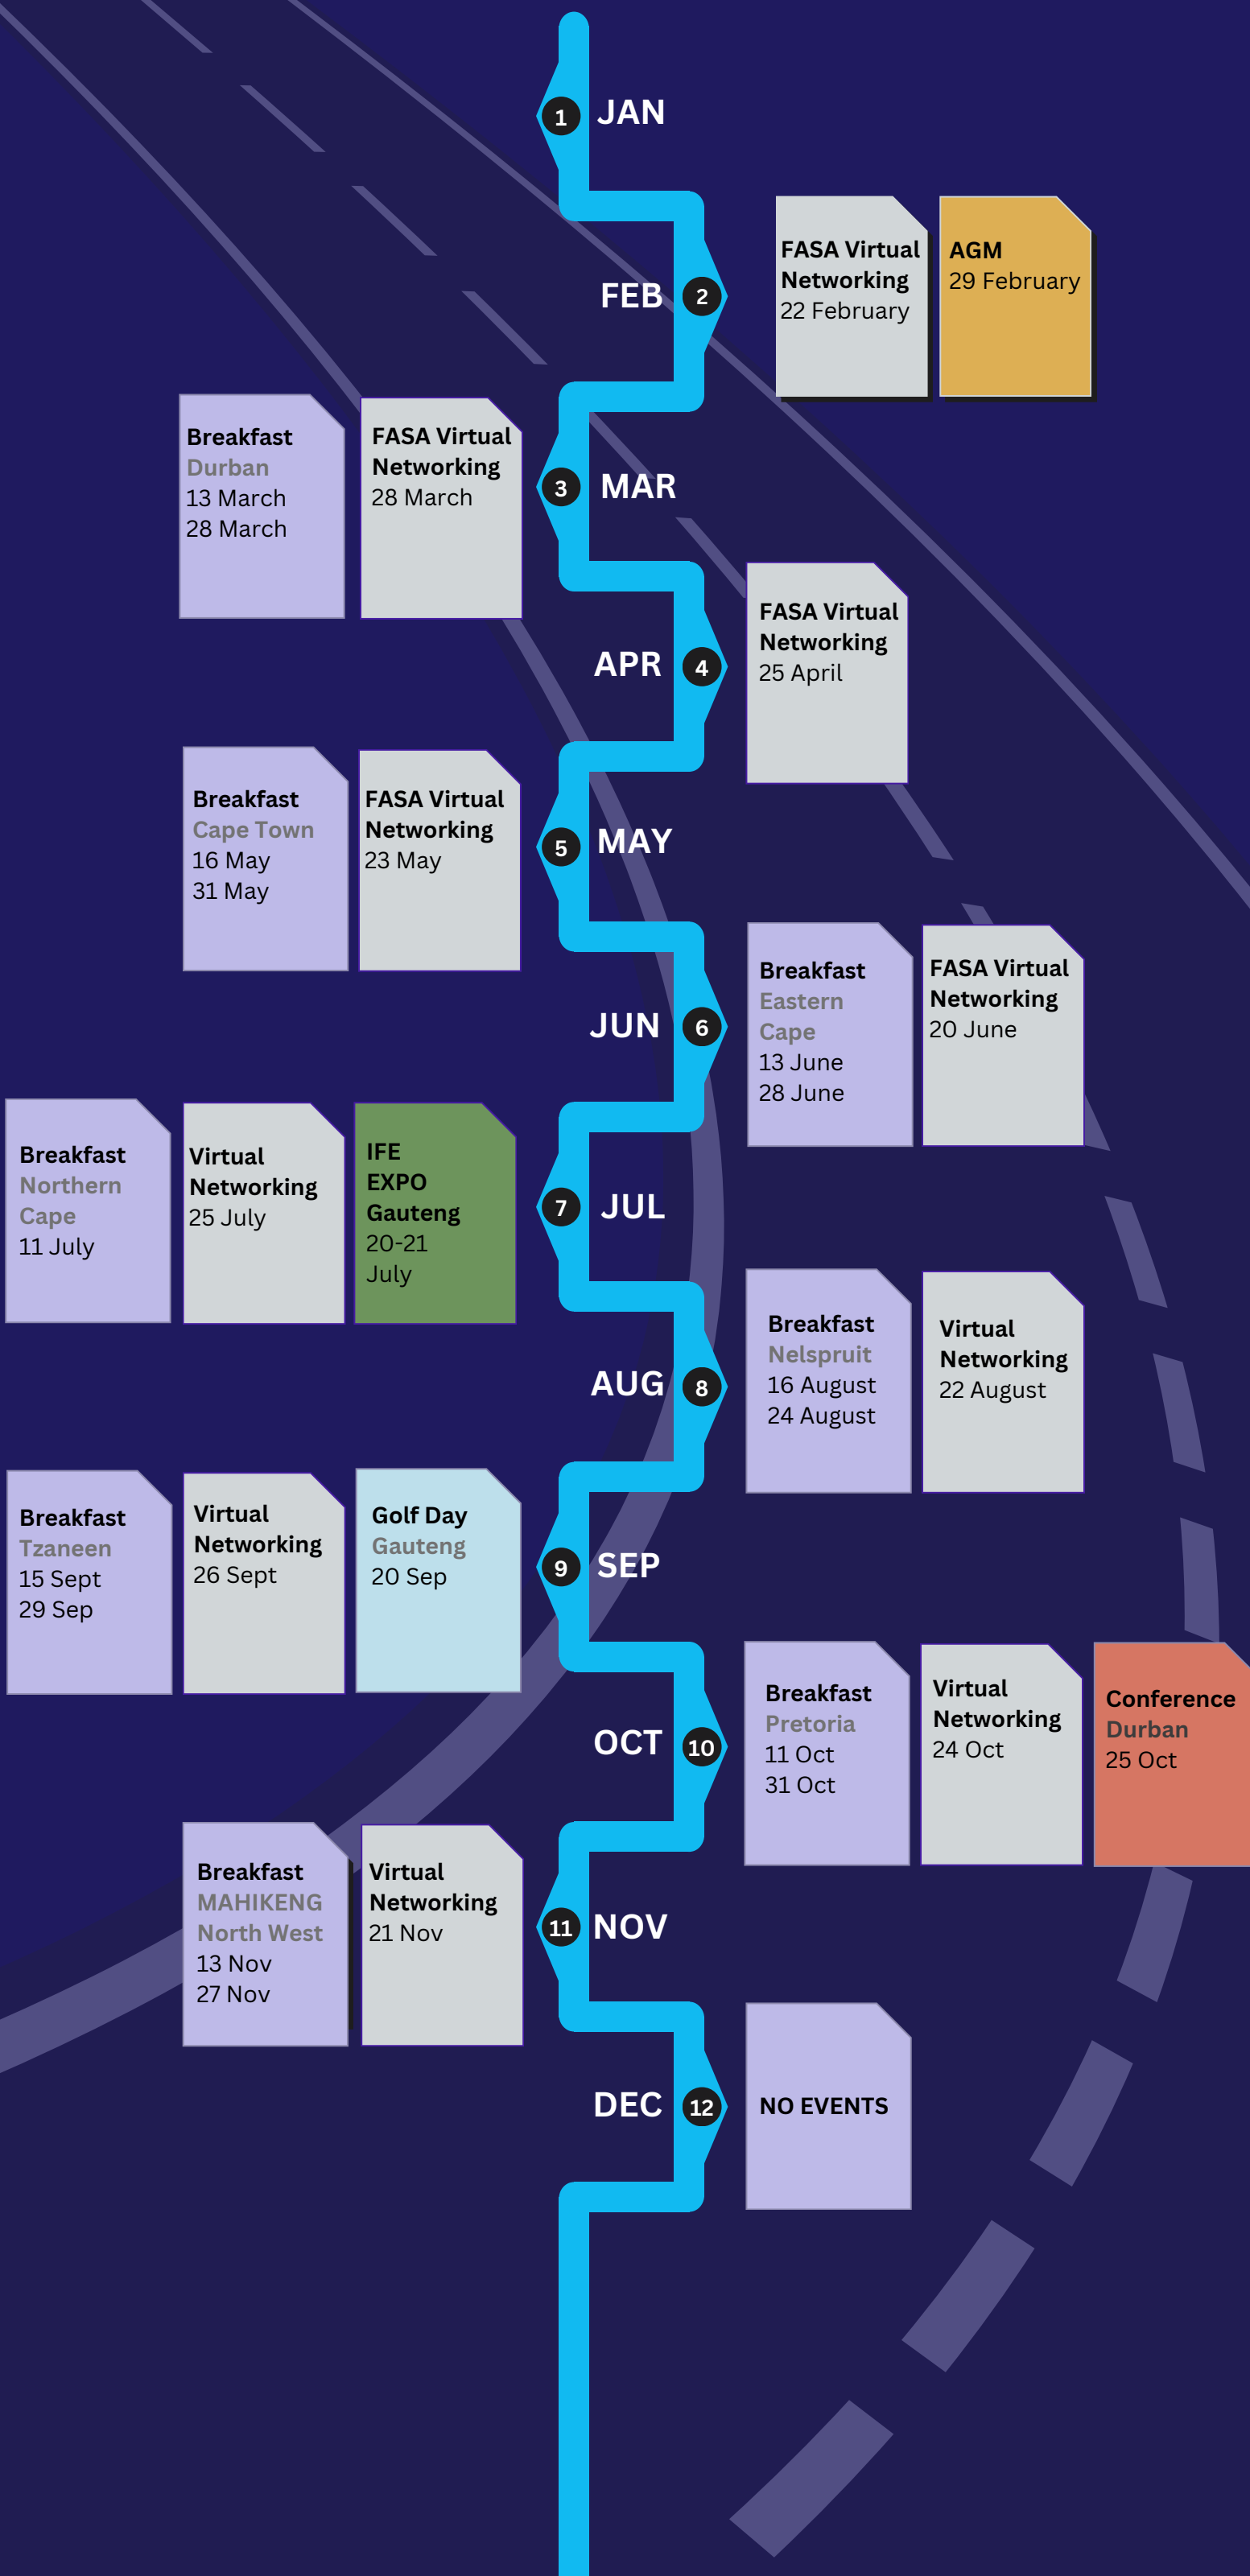 1 JAN
FASA Virtual
Networking
22 February
AGM
29 February
FEB 2
Breakfast
Durban
13 March
28 March
FASA Virtual
Networking
28 March
3 MAR
FASA Virtual
Networking
25 April
APR 4
Breakfast
Cape Town
16 May
31 May
FASA Virtual
Networking
23 May
5 MAY
Breakfast
Eastern
Cape
13 June
28 June
FASA Virtual
Networking
20 June
JUN 6
Breakfast
Northern
Cape
11 July
Virtual
Networking
25 July
IFE
EXPO
Gauteng
20-21
July
7 JUL
Breakfast
Nelspruit
16 August
24 August
Virtual
Networking
22 August
AUG 8
Breakfast
Tzaneen
15 Sept
29 Sep
Virtual
Networking
26 Sept
Golf Day
Gauteng
20 Sep
9 SEP
Breakfast
Pretoria
11 Oct
31 Oct
Virtual
Networking
24 Oct
Conference
Durban
25 Oct
OCT 10
Breakfast
MAHIKENG
North West
13 Nov
27 Nov
Virtual
Networking
21 Nov
11 NOV
DEC 12
NO EVENTS